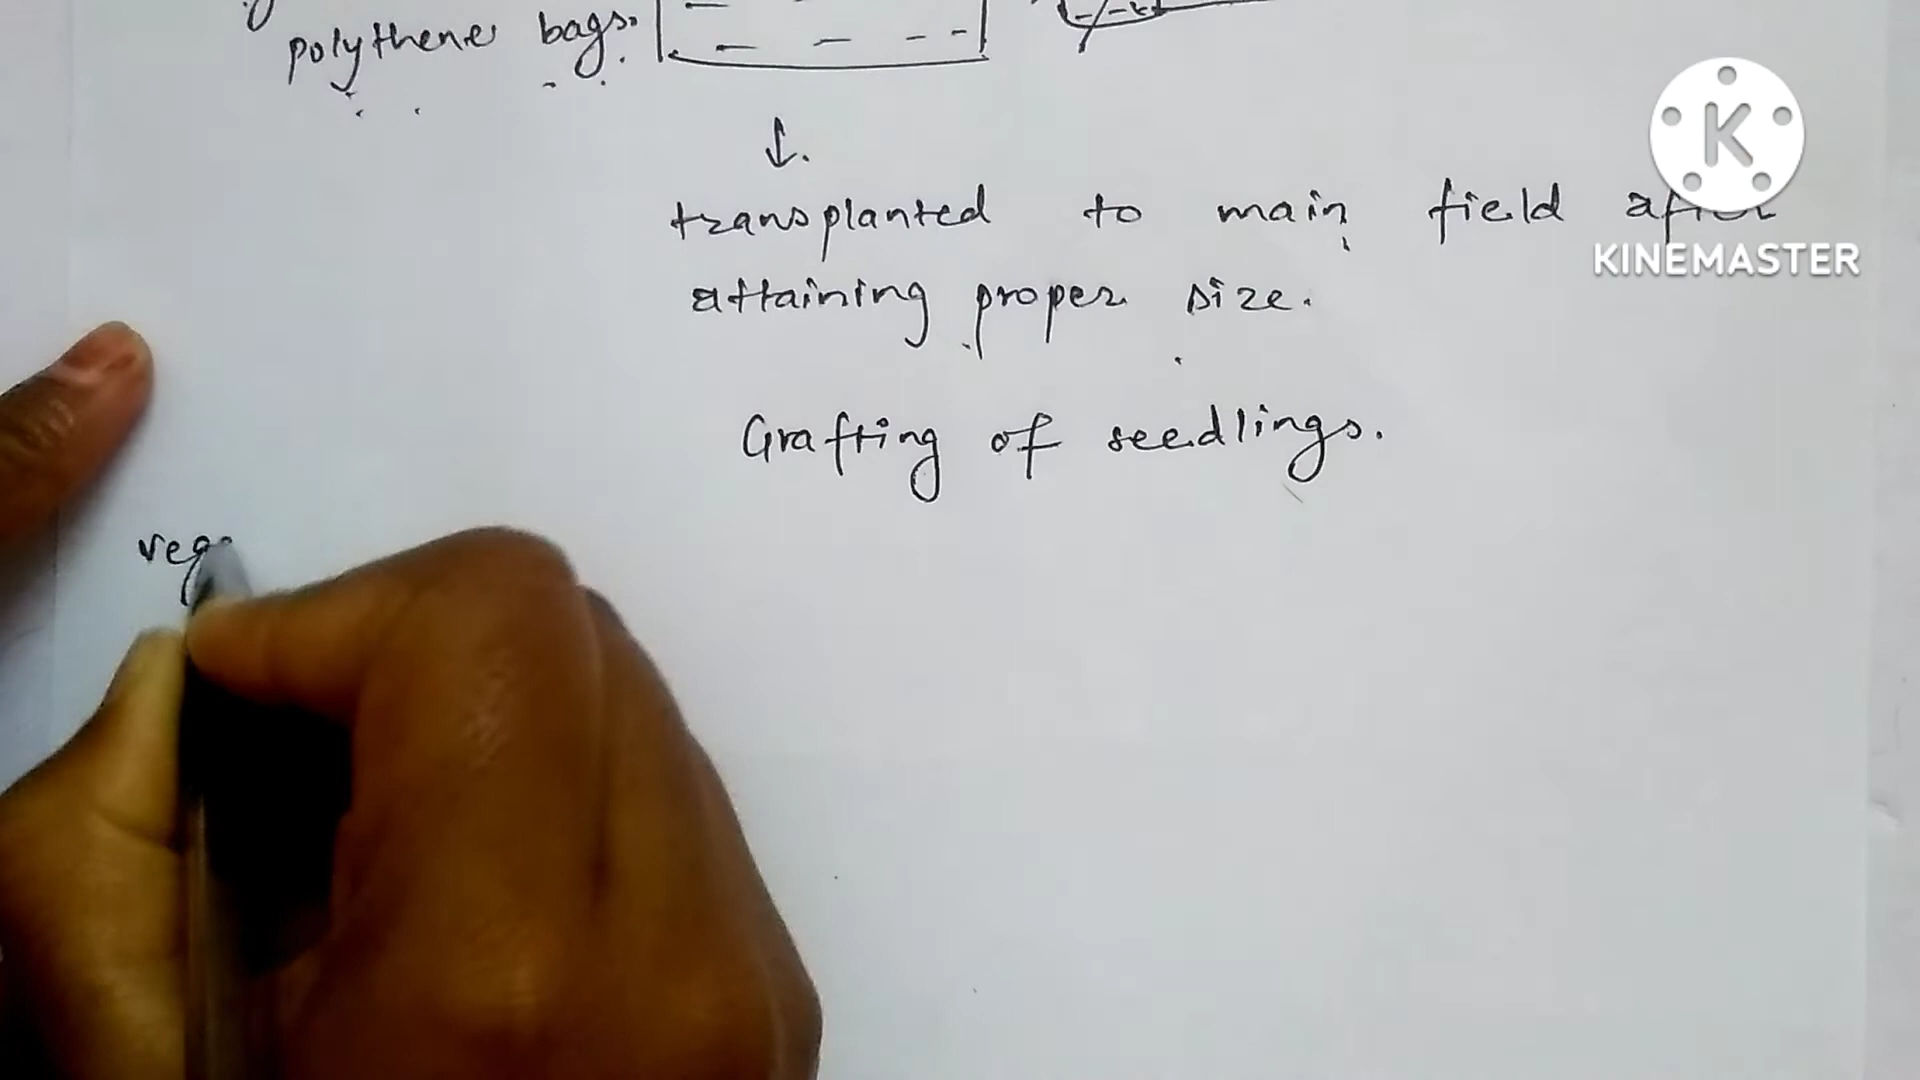 polythene bags.
transplanted to main field after
KINEMASTER
attaining proper size.
Grafting of seedlings.